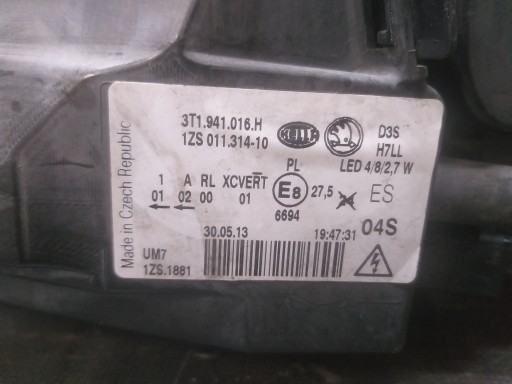 3T1.941.016.H
1ZS 011.314-10
HELLA
D3S
H7LL
LED 4/8/2,7 W
PL
1 A RL XCVERT
E8 27,5 ES
01 02 00 01
6694
04S
30.05.13 19:47:31
UM7
1ZS.1881
Made in Czech Republic